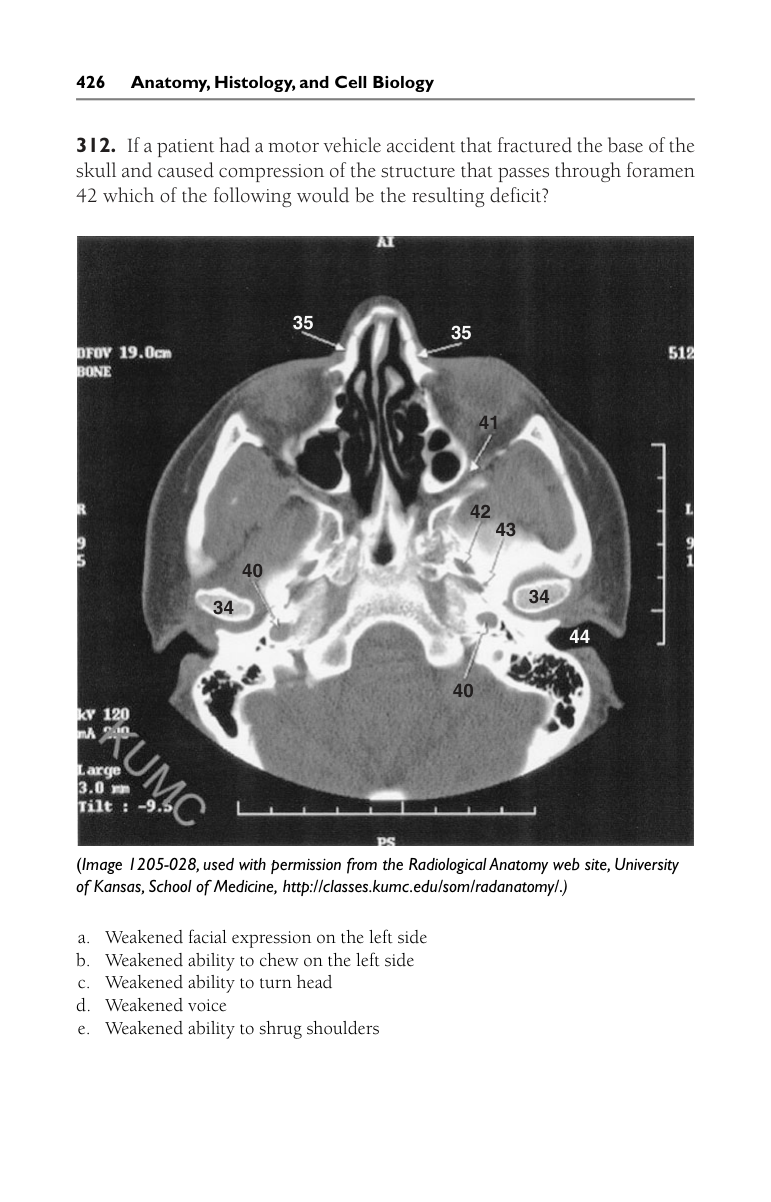 426 Anatomy, Histology, and Cell Biology
312. If a patient had a motor vehicle accident that fractured the base of the
skull and caused compression of the structure that passes through foramen
42 which of the following would be the resulting deficit?
AI
35
35
DFOV 19.0cm
BONE
512
41
R
9
5
42
43
L
9
1
40
34
34
44
40
kV 120
mA
KUMC
Large
3.0 mm
Tilt : -9.5
PS
(Image 1205-028, used with permission from the Radiological Anatomy web site, University
of Kansas, School of Medicine, http://classes.kumc.edu/som/radanatomy/.)
a. Weakened facial expression on the left side
b. Weakened ability to chew on the left side
c. Weakened ability to turn head
d. Weakened voice
e. Weakened ability to shrug shoulders